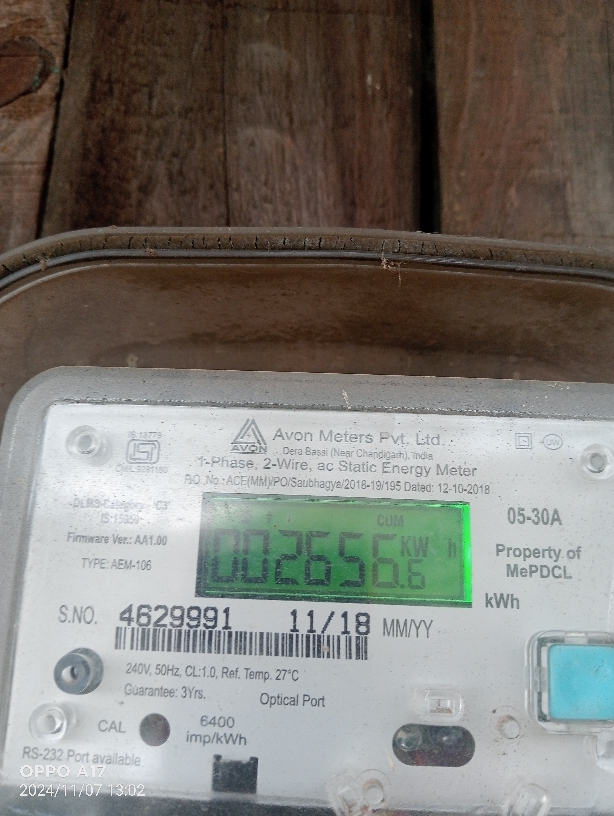 IS:13779
CM/L 9291160
AVON
Avon Meters Pvt. Ltd.
Dera Bassi (Near Chandigarh), India
1-Phase, 2-Wire, ac Static Energy Meter
P.O. No.: ACE(MM)/PO/Saubhagya/2018-19/195 Dated: 12-10-2018
DLMS-Category: C3
IS:15959
Firmware Ver.: AA1.00
TYPE: AEM-106
CUM
002656.6 KW h
05-30A
Property of
MePDCL
kWh
S.NO. 4629991 11/18 MM/YY
240V, 50Hz, CL:1.0, Ref. Temp. 27°C
Guarantee: 3Yrs.
Optical Port
CAL
6400
imp/kWh
RS-232 Port available
OPPO A17
2024/11/07 13:02